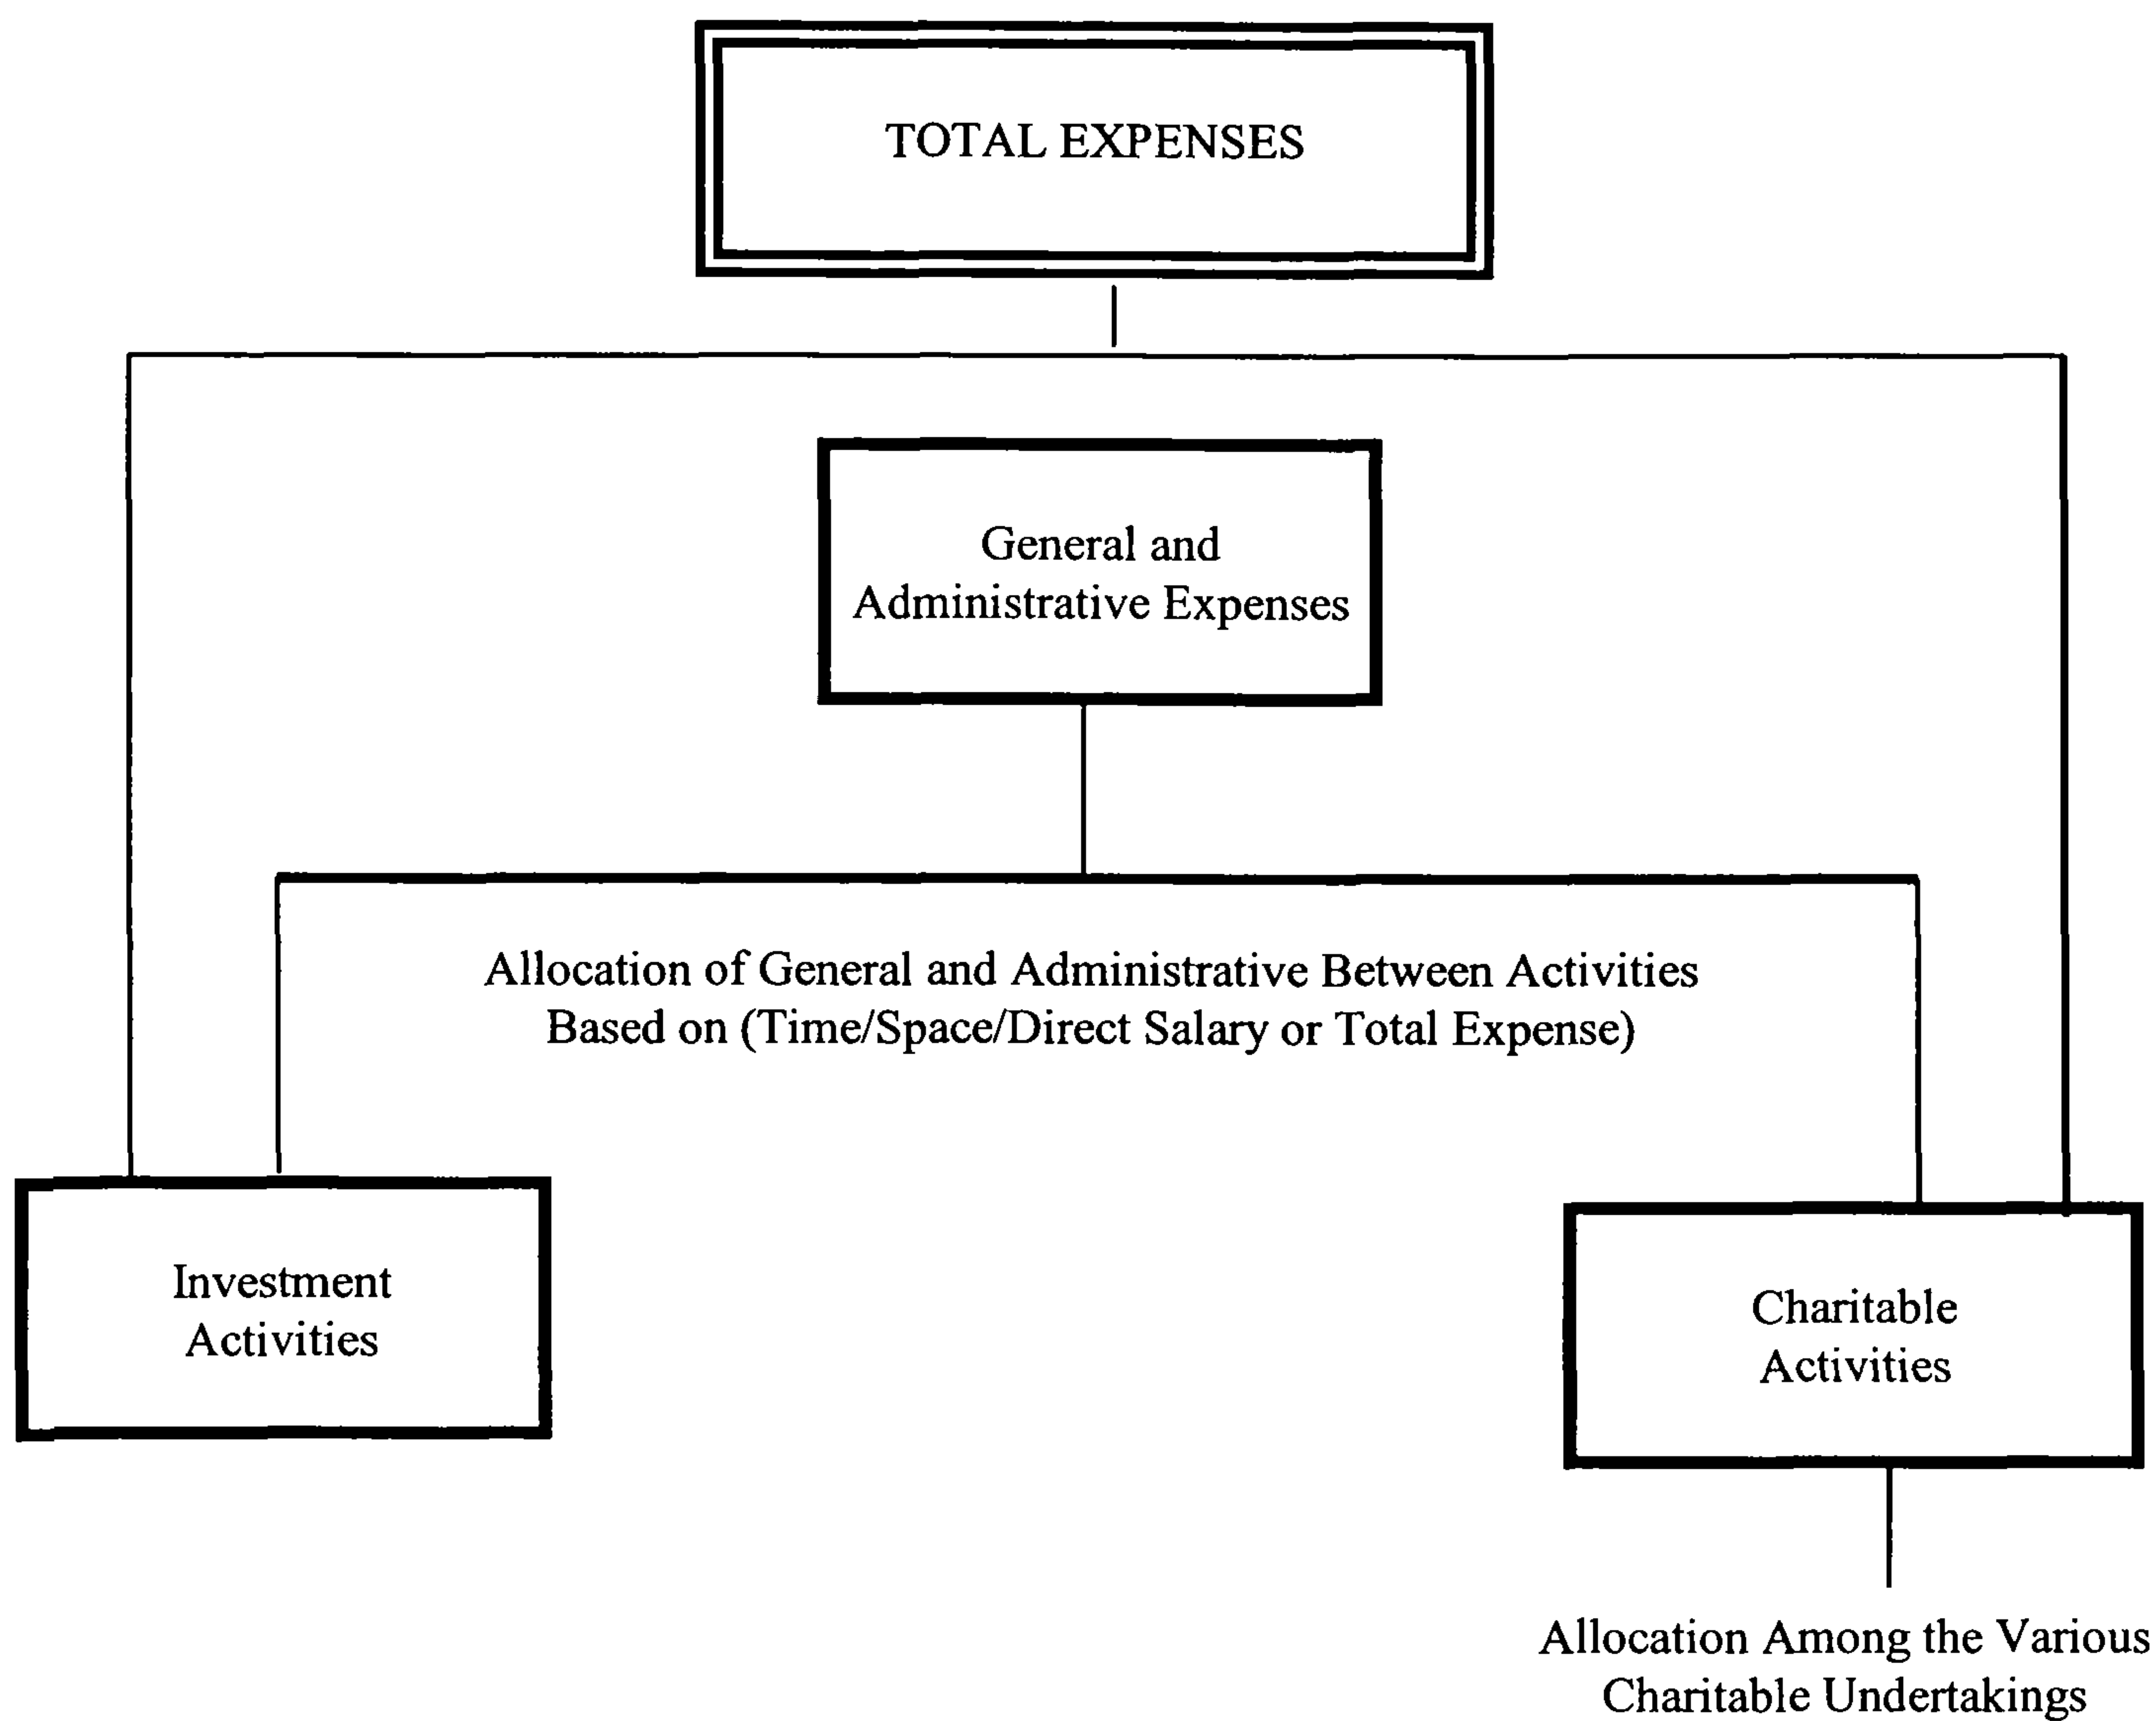 TOTAL EXPENSES
General and
Administrative Expenses
Allocation of General and Administrative Between Activities
Based on (Time/Space/Direct Salary or Total Expense)
Investment
Activities
Charitable
Activities
Allocation Among the Various
Charitable Undertakings